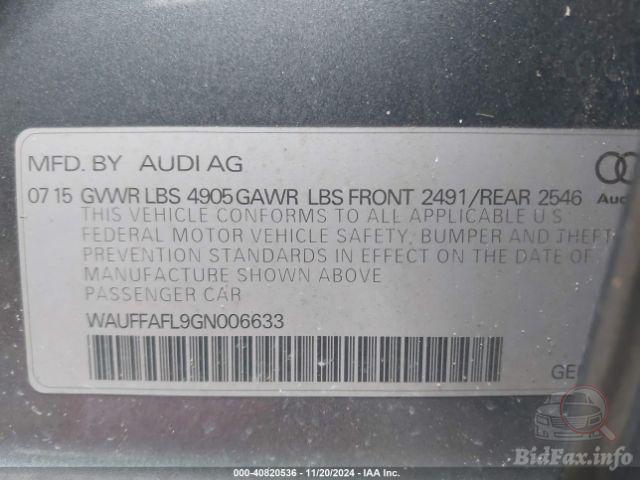 MFD. BY AUDI AG
07 15 GVWR LBS 4905 GAWR LBS FRONT 2491/REAR 2546
Aud
THIS VEHICLE CONFORMS TO ALL APPLICABLE U.S.
FEDERAL MOTOR VEHICLE SAFETY, BUMPER AND THEFT
PREVENTION STANDARDS IN EFFECT ON THE DATE OF
MANUFACTURE SHOWN ABOVE
PASSENGER CAR
WAUFFAFL9GN006633
GE
BidFax.info
000-40820536 - 11/20/2024 - IAA Inc.